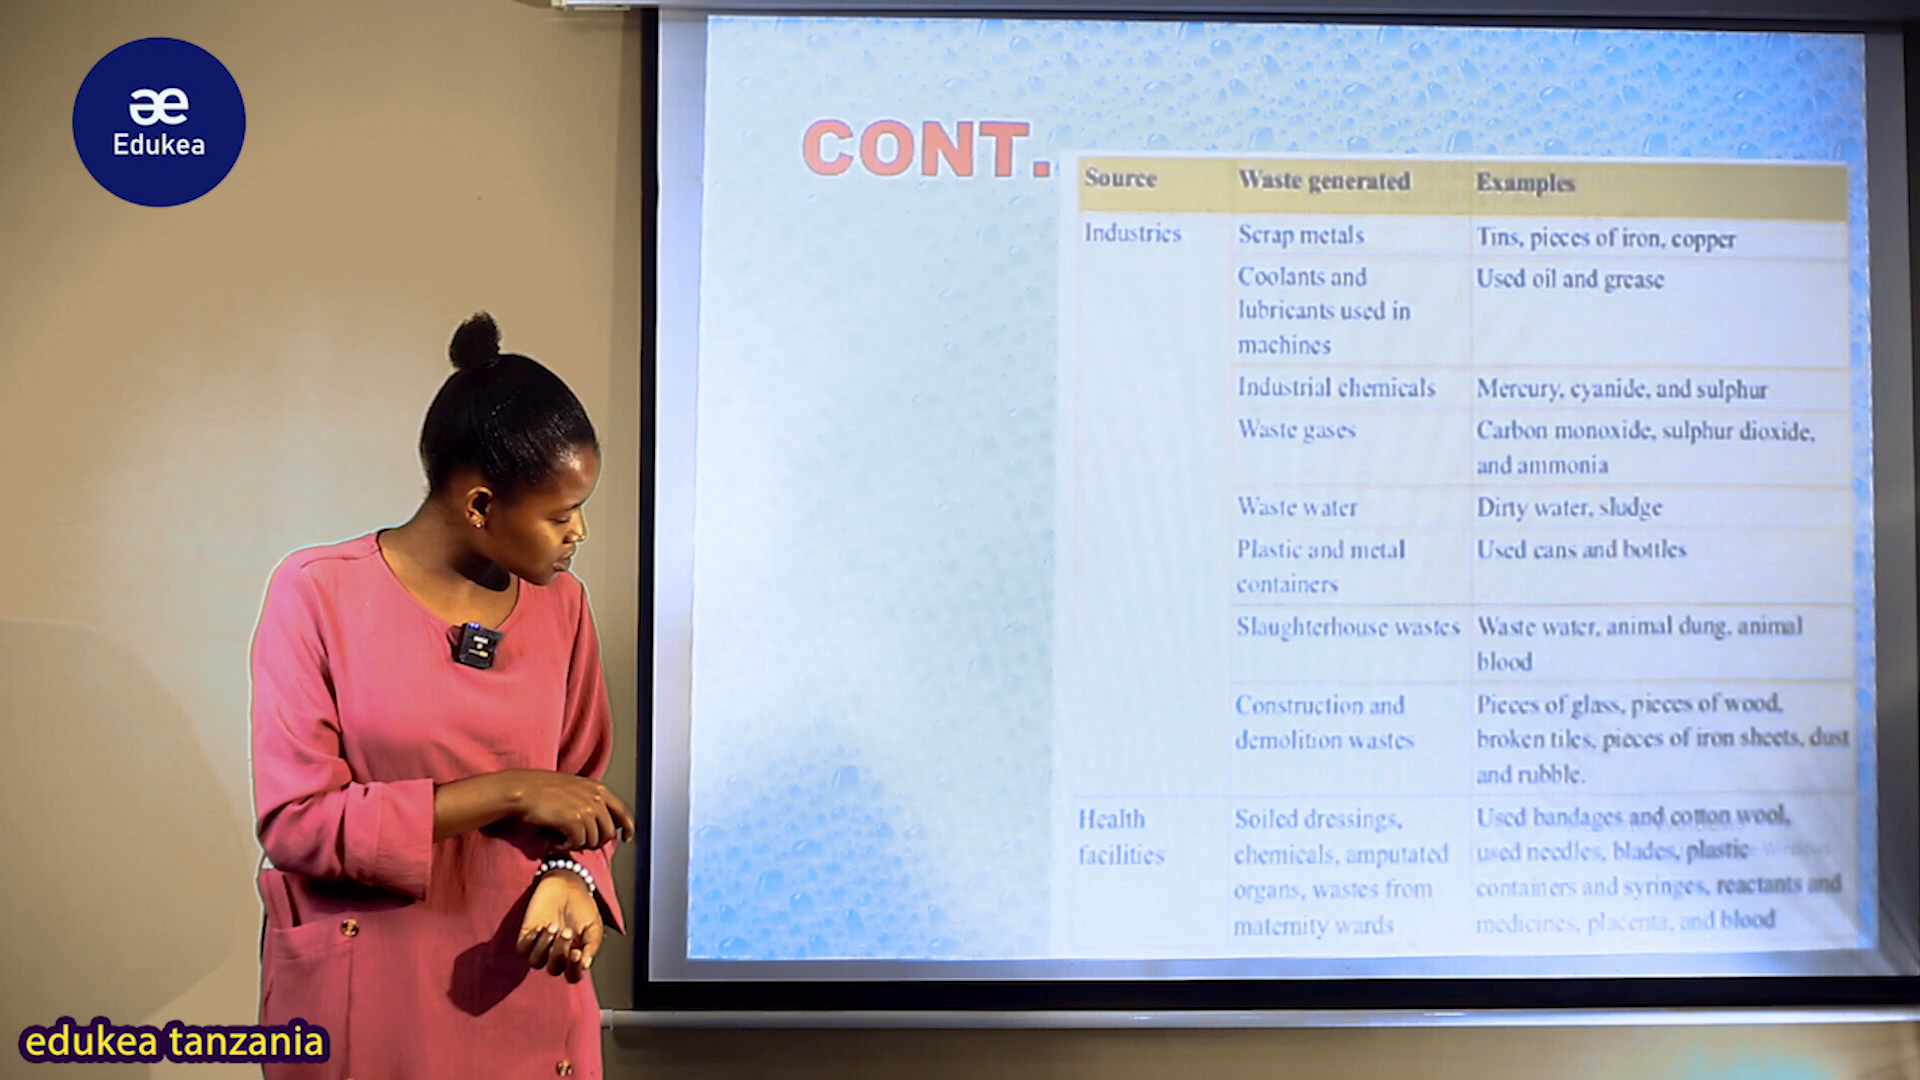 æ
Edukea
CONT.
Source Waste generated Examples
Industries Scrap metals Tins, pieces of iron, copper
Coolants and Used oil and grease
lubricants used in
machines
Industrial chemicals Mercury, cyanide, and sulphur
Waste gases Carbon monoxide, sulphur dioxide,
and ammonia
Waste water Dirty water, sludge
Plastic and metal Used cans and bottles
containers
Slaughterhouse wastes Waste water, animal dung, animal
blood
Construction and Pieces of glass, pieces of wood,
demolition wastes broken tiles, pieces of iron sheets, dust
and rubble.
Health Soiled dressings, Used bandages and cotton wool,
facilities chemicals, amputated used needles, blades, plastic
organs, wastes from containers and syringes, reactants and
maternity wards medicines, placenta, and blood
edukea tanzania